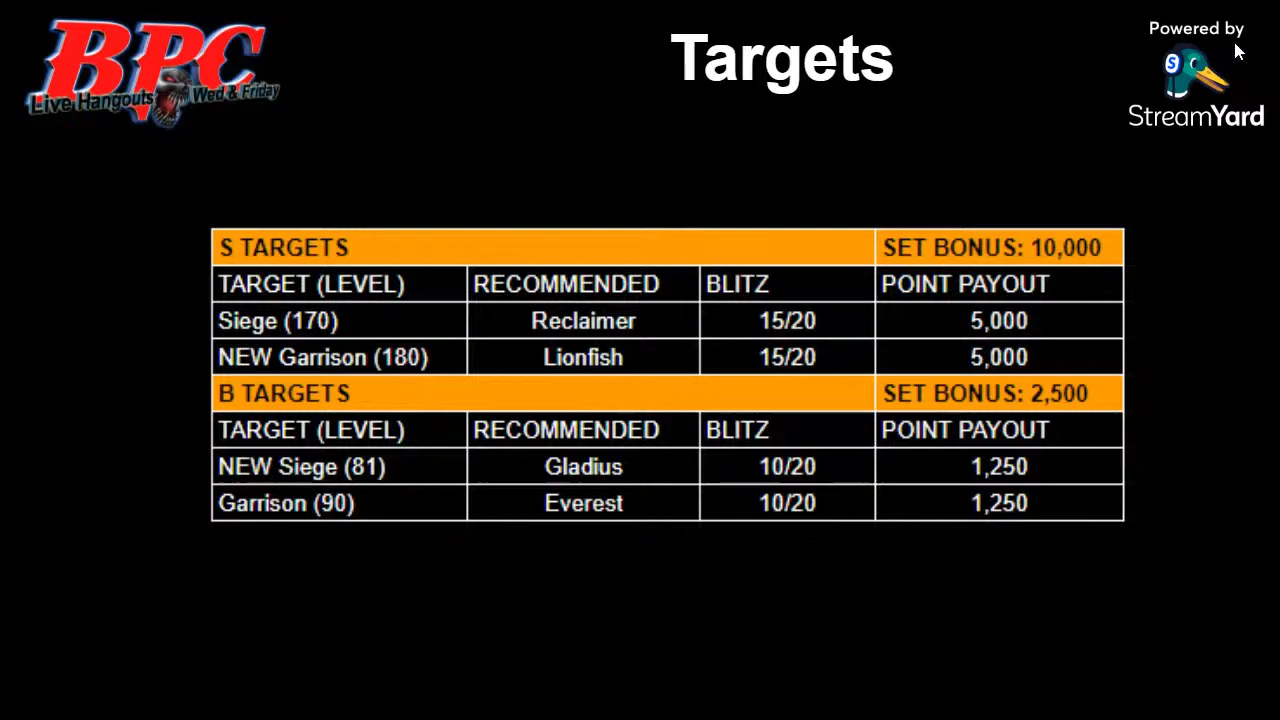 BPC
Live Hangouts Wed & Friday
Targets
Powered by
S
StreamYard
S TARGETS SET BONUS: 10,000
TARGET (LEVEL) RECOMMENDED BLITZ POINT PAYOUT
Siege (170) Reclaimer 15/20 5,000
NEW Garrison (180) Lionfish 15/20 5,000
B TARGETS SET BONUS: 2,500
TARGET (LEVEL) RECOMMENDED BLITZ POINT PAYOUT
NEW Siege (81) Gladius 10/20 1,250
Garrison (90) Everest 10/20 1,250